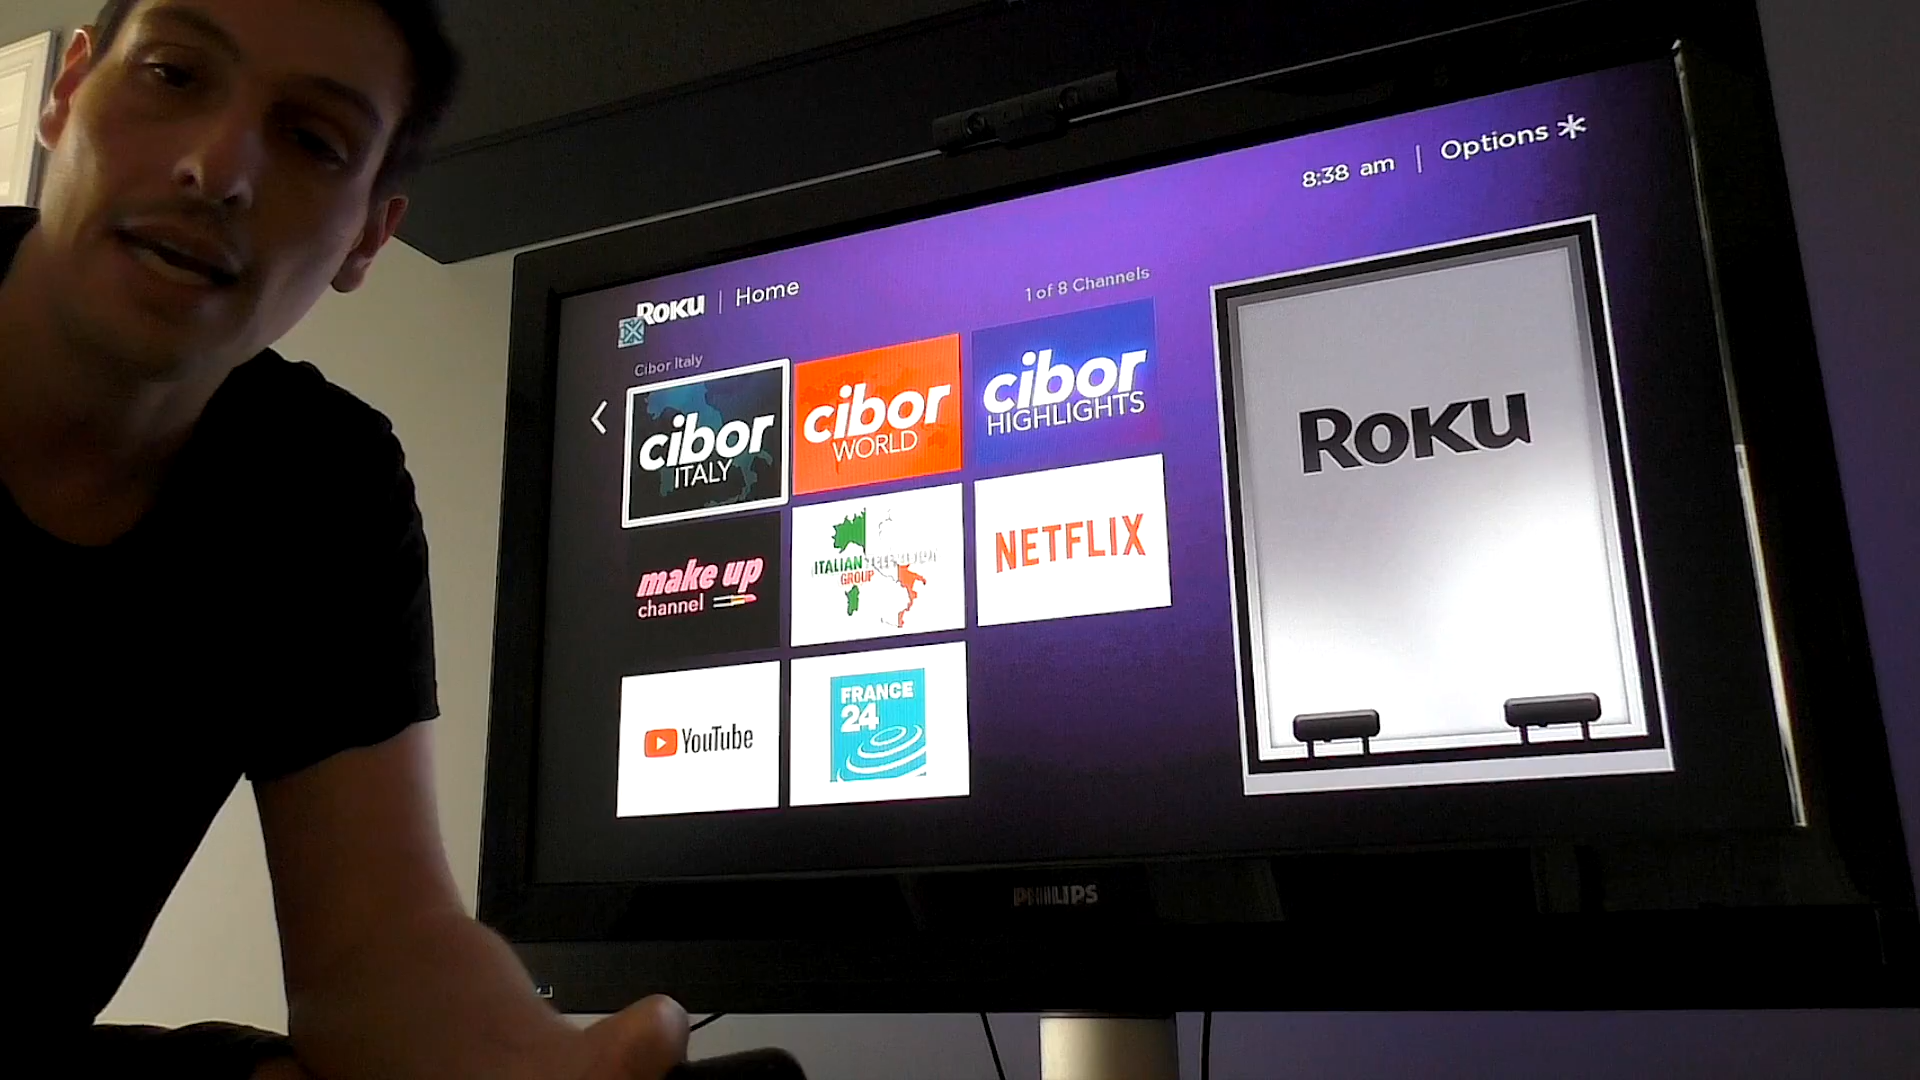 8:38 am | Options
Roku | Home
1 of 8 Channels
Cibor Italy
cibor
ITALY
cibor
WORLD
cibor
HIGHLIGHTS
make up
channel
ITALIAN
GROUP
NETFLIX
YouTube
FRANCE
24
Roku
PHILIPS